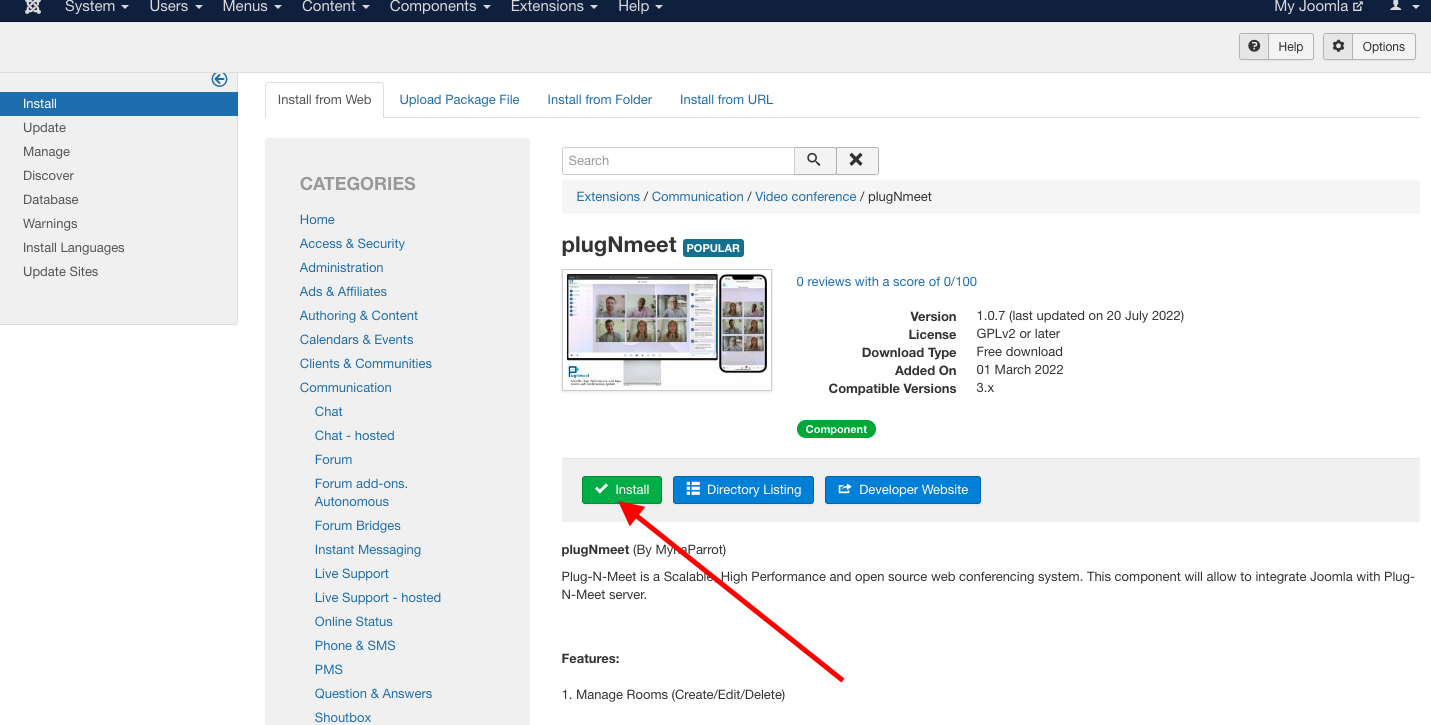 System Users Menus Content Components Extensions Help My Joomla
Help Options
Install
Update
Manage
Discover
Database
Warnings
Install Languages
Update Sites
Install from Web Upload Package File Install from Folder Install from URL
CATEGORIES
Home
Access & Security
Administration
Ads & Affiliates
Authoring & Content
Calendars & Events
Clients & Communities
Communication
Chat
Chat - hosted
Forum
Forum add-ons.
Autonomous
Forum Bridges
Instant Messaging
Live Support
Live Support - hosted
Online Status
Phone & SMS
PMS
Question & Answers
Shoutbox
Search
Extensions / Communication / Video conference / plugNmeet
plugNmeet POPULAR
0 reviews with a score of 0/100
Version 1.0.7 (last updated on 20 July 2022)
License GPLv2 or later
Download Type Free download
Added On 01 March 2022
Compatible Versions 3.x
Component
Install Directory Listing Developer Website
plugNmeet (By MynaParrot)
Plug-N-Meet is a Scalable, High Performance and open source web conferencing system. This component will allow to integrate Joomla with Plug-
N-Meet server.
Features:
1. Manage Rooms (Create/Edit/Delete)